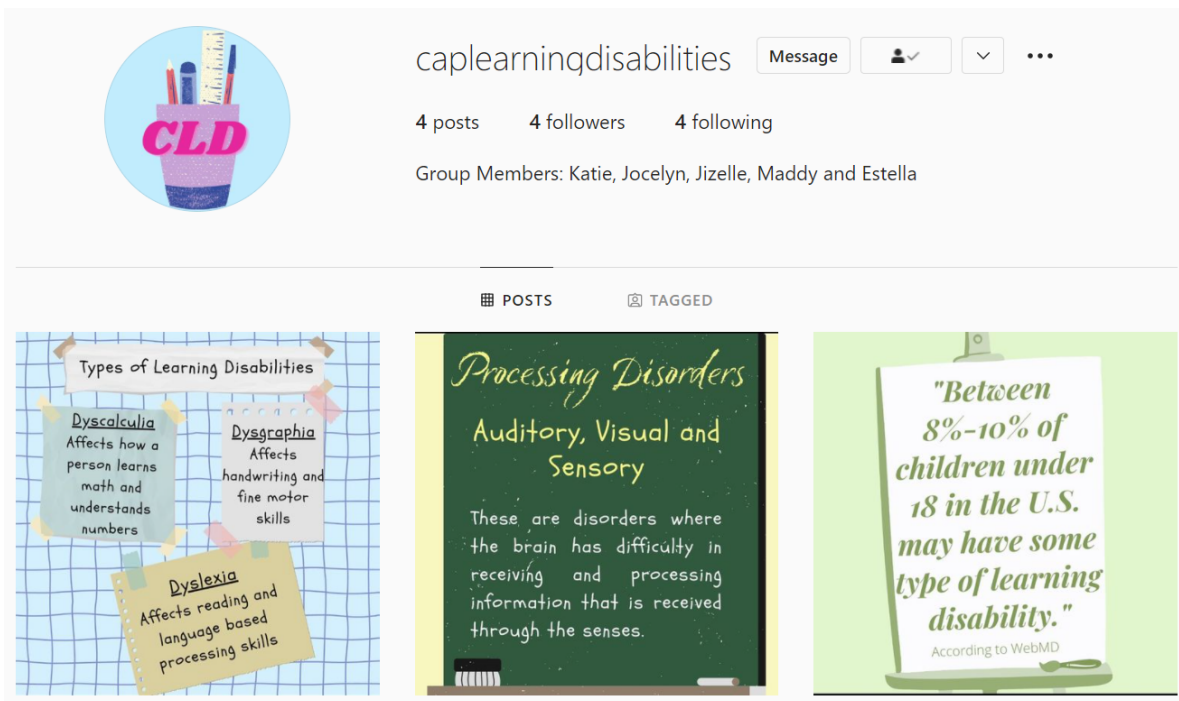 CLD
caplearningdisabilities Message
4 posts 4 followers 4 following
Group Members: Katie, Jocelyn, Jizelle, Maddy and Estella
POSTS TAGGED
Types of Learning Disabilities
Dyscalculia
Affects how a
person learns
math and
understands
numbers
Dysgraphia
Affects
handwriting and
fine motor
skills
Dyslexia
Affects reading and
language based
processing skills
Processing Disorders
Auditory, Visual and
Sensory
These are disorders where
the brain has difficulty in
receiving and processing
information that is received
through the senses.
"Between
8%-10% of
children under
18 in the U.S.
may have some
type of learning
disability."
According to WebMD